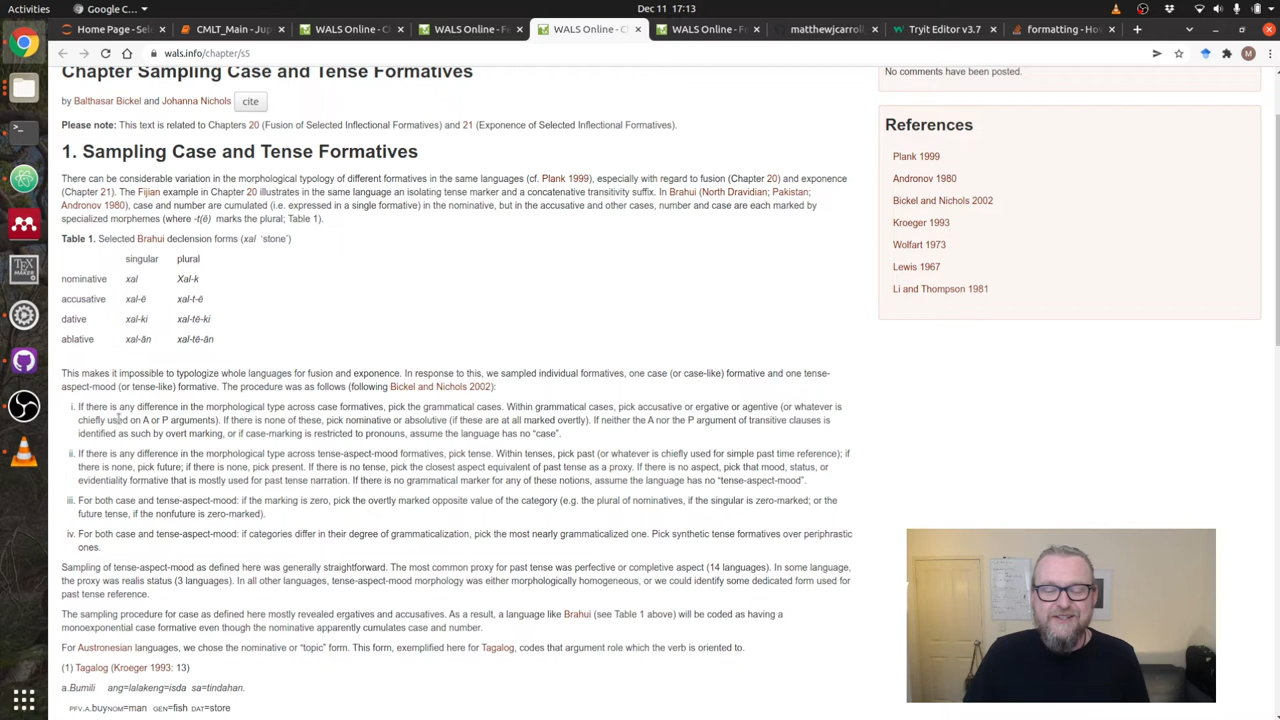 Activities
Dec 11 17:13
Home Page - Sele
CMLT_Main - Jup
WALS Online - C
WALS Online - Fe
WALS Online - C
WALS Online - Fe
matthewjcarroll
Tryit Editor v3.7
formatting - How
wals.info/chapter/s5
M
Chapter Sampling Case and Tense Formatives
by Balthasar Bickel and Johanna Nichols cite
Please note: This text is related to Chapters 20 (Fusion of Selected Inflectional Formatives) and 21 (Exponence of Selected Inflectional Formatives).
1. Sampling Case and Tense Formatives
There can be considerable variation in the morphological typology of different formatives in the same languages (cf. Plank 1999), especially with regard to fusion (Chapter 20) and exponence
(Chapter 21). The Fijian example in Chapter 20 illustrates in the same language an isolating tense marker and a concatenative transitivity suffix. In Brahui (North Dravidian; Pakistan;
Andronov 1980), case and number are cumulated (i.e. expressed in a single formative) in the nominative, but in the accusative and other cases, number and case are each marked by
specialized morphemes (where -t(ē) marks the plural; Table 1).
Table 1. Selected Brahui declension forms (xal 'stone')
singular plural
nominative xal Xal-k
accusative xal-ē xal-t-ē
dative xal-ki xal-tē-ki
ablative xal-ān xal-tē-ān
This makes it impossible to typologize whole languages for fusion and exponence. In response to this, we sampled individual formatives, one case (or case-like) formative and one tense-
aspect-mood (or tense-like) formative. The procedure was as follows (following Bickel and Nichols 2002):
i. If there is any difference in the morphological type across case formatives, pick the grammatical cases. Within grammatical cases, pick accusative or ergative or agentive (or whatever is
chiefly used on A or P arguments). If there is none of these, pick nominative or absolutive (if these are at all marked overtly). If neither the A nor the P argument of transitive clauses is
identified as such by overt marking, or if case-marking is restricted to pronouns, assume the language has no “case”.
ii. If there is any difference in the morphological type across tense-aspect-mood formatives, pick tense. Within tenses, pick past (or whatever is chiefly used for simple past time reference); if
there is none, pick future; if there is none, pick present. If there is no tense, pick the closest aspect equivalent of past tense as a proxy. If there is no aspect, pick that mood, status, or
evidentiality formative that is mostly used for past tense narration. If there is no grammatical marker for any of these notions, assume the language has no “tense-aspect-mood”.
iii. For both case and tense-aspect-mood: if the marking is zero, pick the overtly marked opposite value of the category (e.g. the plural of nominatives, if the singular is zero-marked; or the
future tense, if the nonfuture is zero-marked).
iv. For both case and tense-aspect-mood: if categories differ in their degree of grammaticalization, pick the most nearly grammaticalized one. Pick synthetic tense formatives over periphrastic
ones.
Sampling of tense-aspect-mood as defined here was generally straightforward. The most common proxy for past tense was perfective or completive aspect (14 languages). In some language,
the proxy was realis status (3 languages). In all other languages, tense-aspect-mood morphology was either morphologically homogeneous, or we could identify some dedicated form used for
past tense reference.
The sampling procedure for case as defined here mostly revealed ergatives and accusatives. As a result, a language like Brahui (see Table 1 above) will be coded as having a
monoexponential case formative even though the nominative apparently cumulates case and number.
For Austronesian languages, we chose the nominative or “topic” form. This form, exemplified here for Tagalog, codes that argument role which the verb is oriented to.
(1) Tagalog (Kroeger 1993: 13)
a. Bumili ang=lalakeng=isda sa=tindahan.
PFV.A.buyNOM=man GEN=fish DAT=store
No comments have been posted.
References
Plank 1999
Andronov 1980
Bickel and Nichols 2002
Kroeger 1993
Wolfart 1973
Lewis 1967
Li and Thompson 1981
TEX
MAKER